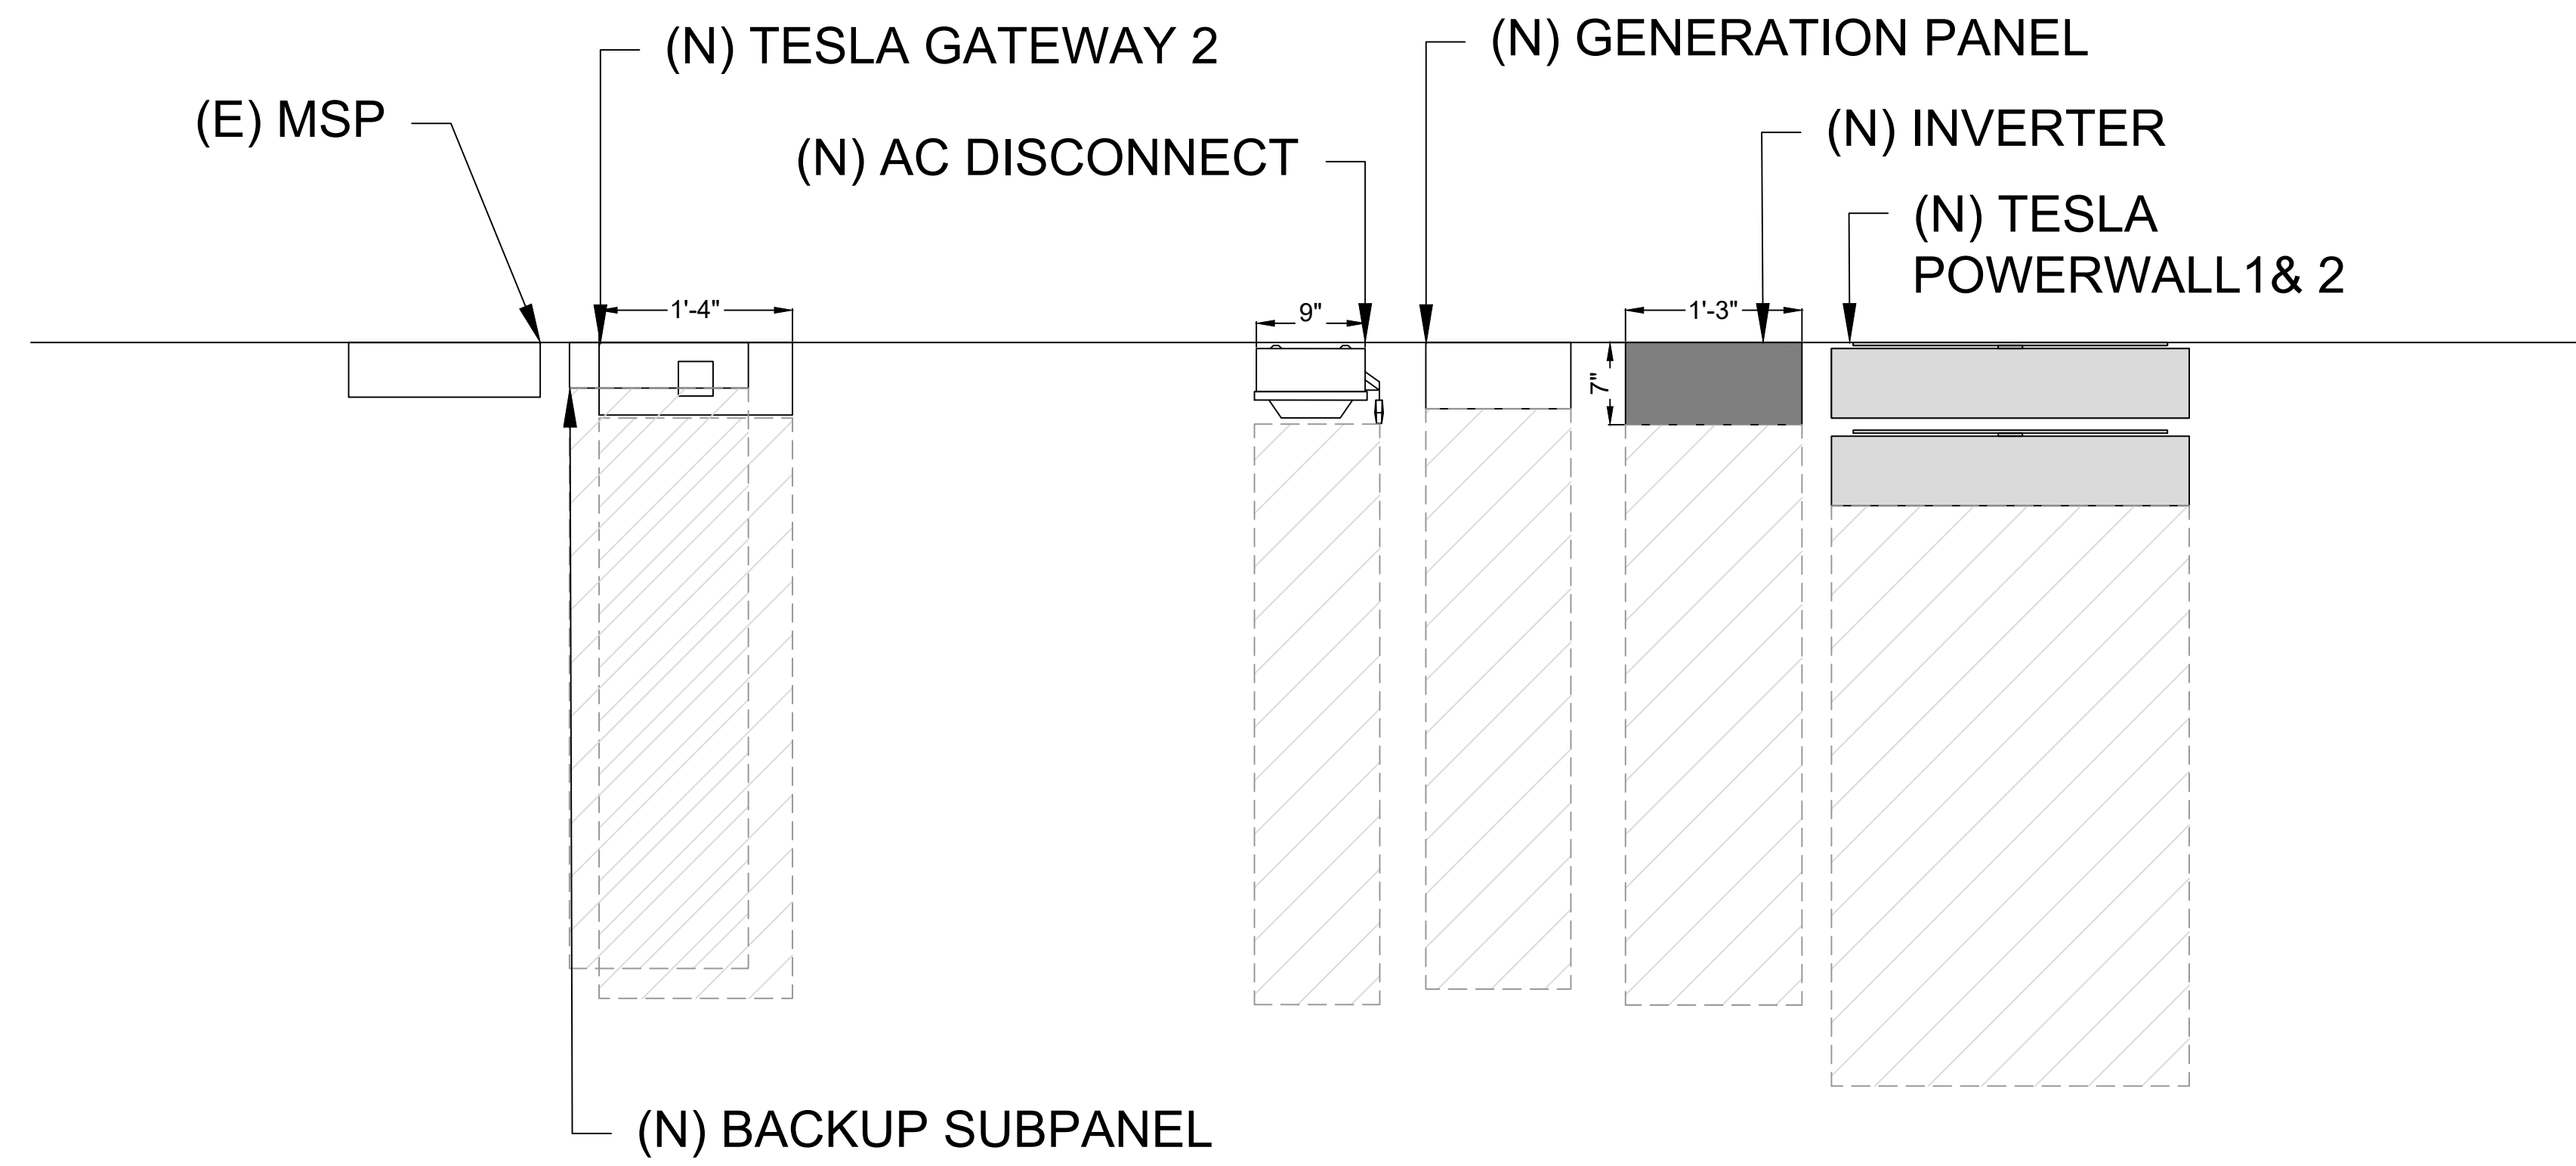 (N) TESLA GATEWAY 2
(N) GENERATION PANEL
(E) MSP
(N) AC DISCONNECT
(N) INVERTER
(N) TESLA
POWERWALL1& 2
1'-4"
9"
1'-3"
7"
(N) BACKUP SUBPANEL